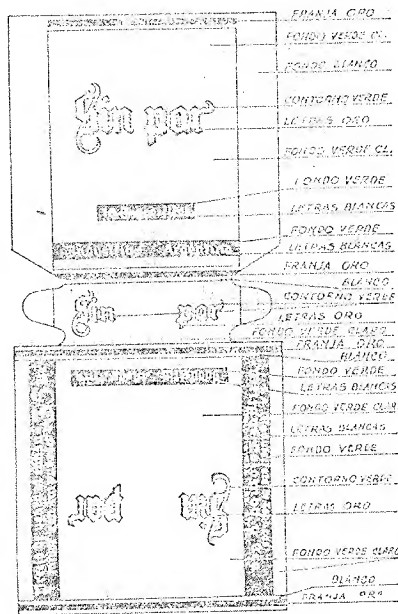 FRANJA ORO
FONDO VERDE CL.
FONDO BLANCO
CONTORNO VERDE
LETRAS ORO
FONDO VERDE CL.
FONDO VERDE
LETRAS BLANCAS
FONDO VERDE
LETRAS BLANCAS
FRANJA ORO
BLANCO
CONTORNO VERDE
LETRAS ORO
FONDO VERDE CLARO
FRANJA ORO
BLANCO
FONDO VERDE
LETRAS BLANCAS
FONDO VERDE CLAR
LETRAS BLANCAS
FONDO VERDE
CONTORNO VERDE
LETRAS ORO
FONDO VERDE CLARO
BLANCO
FRANJA ORO
Sin par
Sin par
Sin par